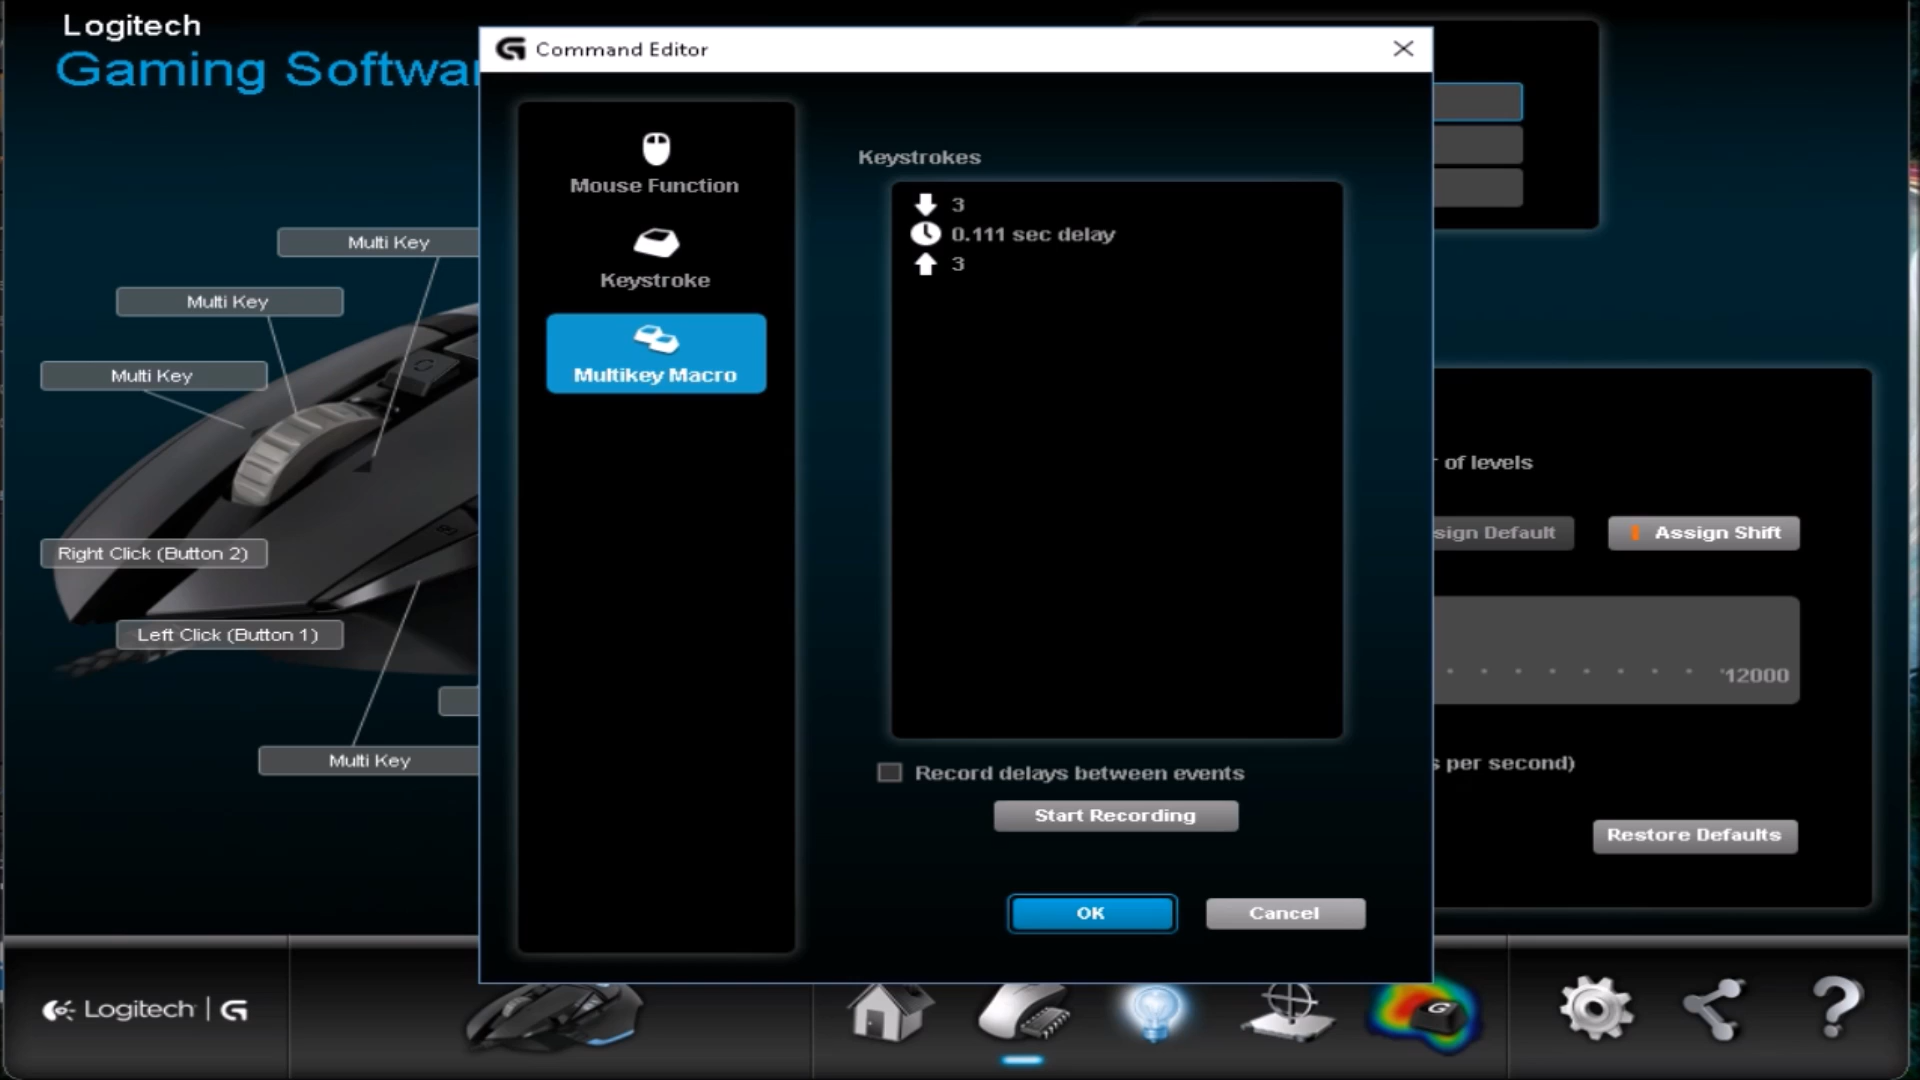 Logitech
Gaming Softwa
Command Editor
Mouse Function
Keystroke
Multikey Macro
Keystrokes
3
0.111 sec delay
3
Record delays between events
Start Recording
OK
Cancel
Multi Key
Multi Key
Multi Key
Right Click (Button 2)
Left Click (Button 1)
Multi Key
of levels
sign Default
Assign Shift
12000
s per second)
Restore Defaults
Logitech | G
G